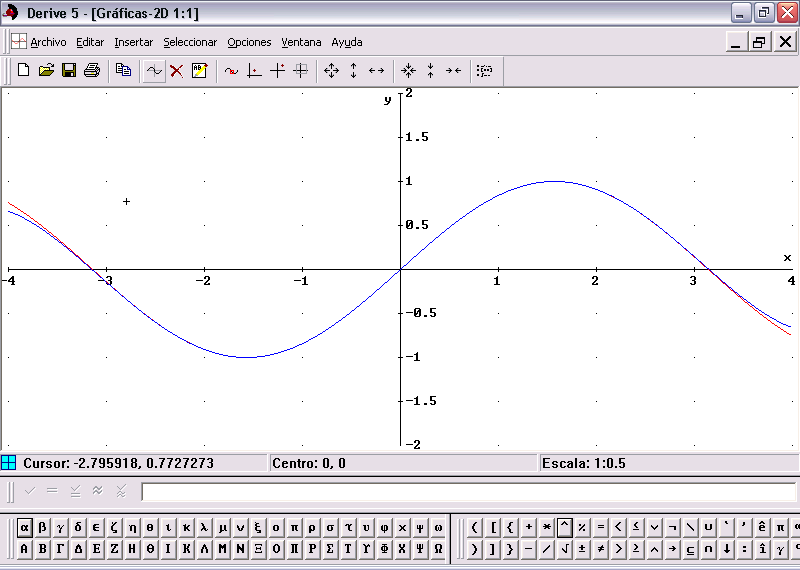 Derive 5 - [Gráficas-2D 1:1]
Archivo Editar Insertar Seleccionar Opciones Ventana Ayuda
y
2
1.5
1
0.5
x
-4 -3 -2 -1 1 2 3 4
-0.5
-1
-1.5
-2
Cursor: -2.795918, 0.7727273 Centro: 0, 0 Escala: 1:0.5
α β γ δ ε ζ η θ ι κ λ μ ν ξ ο π ρ σ τ υ φ χ ψ ω ( [ { + * ^ % = < ≤ ∨ ¬ \ ∪ ` ' ê π
Α Β Γ Δ Ε Ζ Η Θ Ι Κ Λ Μ Ν Ξ Ο Π Ρ Σ Τ Υ Φ Χ Ψ Ω ) ] } - / √ ± ≠ > ≥ ∧ → ⊆ ∩ ↓ : î γ